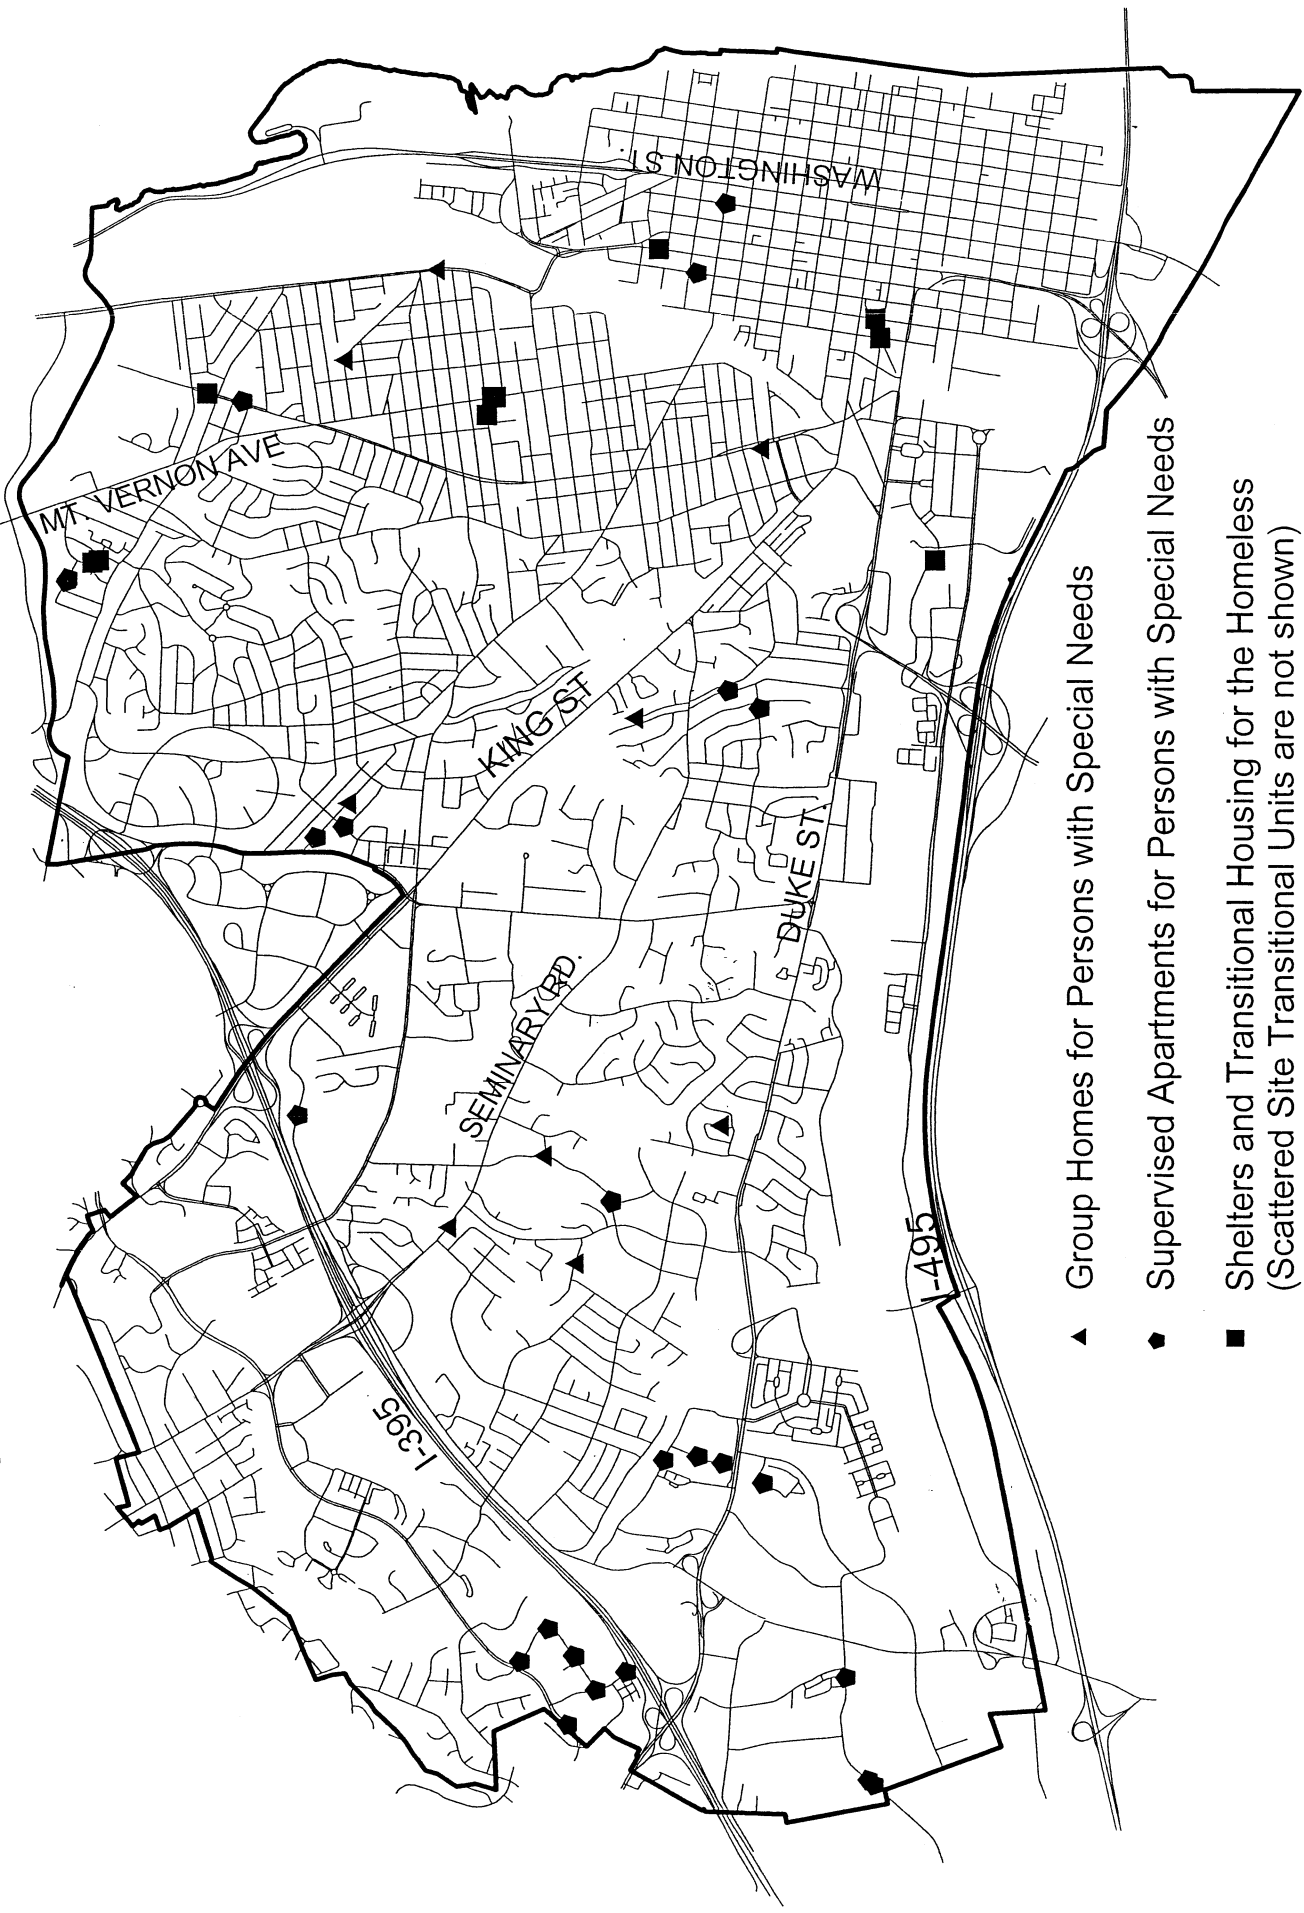 MT. VERNON AVE
WASHINGTON ST.
KING ST
SEMINARY RD.
DUKE ST.
I-395
I-495
Group Homes for Persons with Special Needs
Supervised Apartments for Persons with Special Needs
Shelters and Transitional Housing for the Homeless
(Scattered Site Transitional Units are not shown)